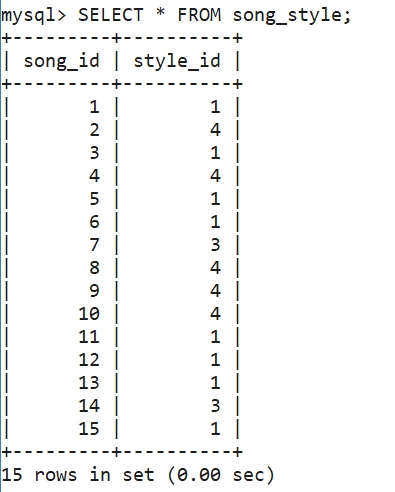 mysql> SELECT * FROM song_style;
+---------+----------+
| song_id | style_id |
+---------+----------+
|       1 |        1 |
|       2 |        4 |
|       3 |        1 |
|       4 |        4 |
|       5 |        1 |
|       6 |        1 |
|       7 |        3 |
|       8 |        4 |
|       9 |        4 |
|      10 |        4 |
|      11 |        1 |
|      12 |        1 |
|      13 |        1 |
|      14 |        3 |
|      15 |        1 |
+---------+----------+
15 rows in set (0.00 sec)